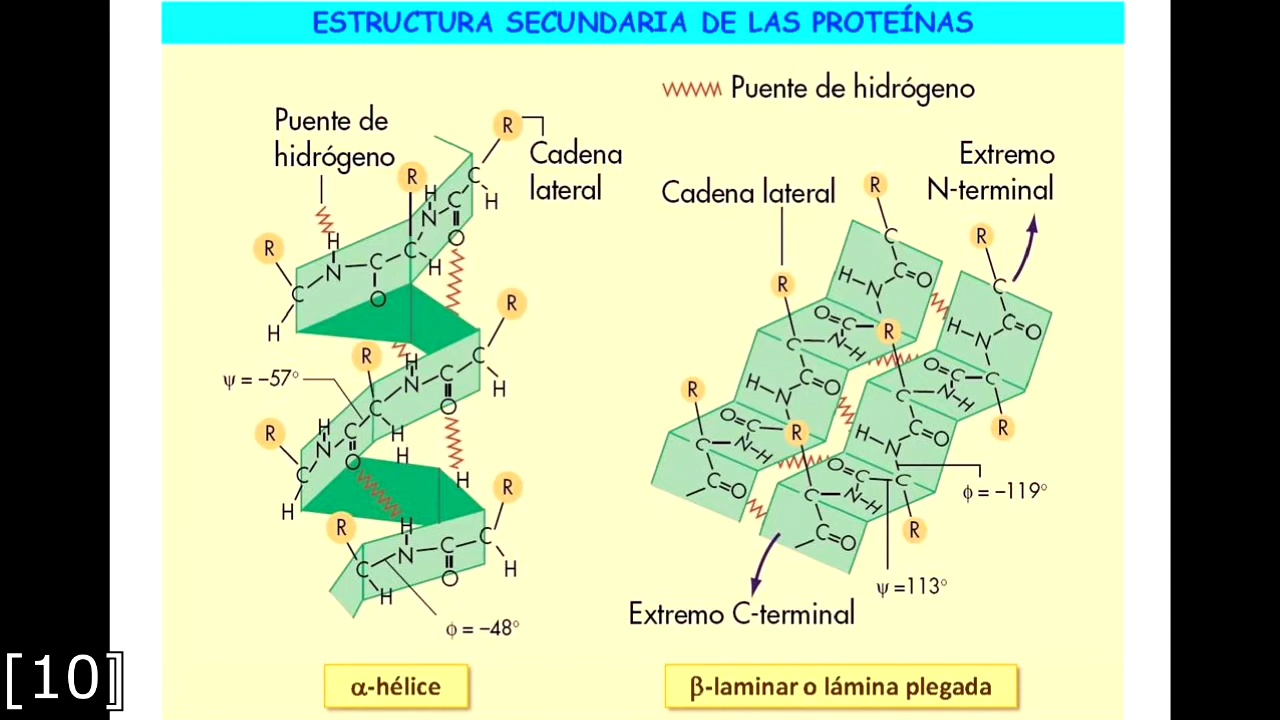 ESTRUCTURA SECUNDARIA DE LAS PROTEÍNAS
Puente de hidrógeno
Puente de
hidrógeno
R
Cadena
lateral
R
H
N
C
O
C
H
R
H
N
C
O
C
H
R
C
H
ψ = −57°
R
H
N
C
O
C
H
R
C
H
R
H
N
C
O
C
H
H
H
R
C
H
R
H
N
C
O
C
H
φ = −48°
α-hélice
Cadena lateral
Extremo
N-terminal
R
C
C=O
H−N
R
C
C=O
H−N
R
C
O=C
N−H
R
C
C=O
H−N
O=C
N−H
C
R
R
C
O=C
N−H
C=O
R
C
C=O
H−N
O=C
N−H
C
R
C
C=O
φ = −119°
ψ =113°
Extremo C-terminal
β-laminar o lámina plegada
[10]